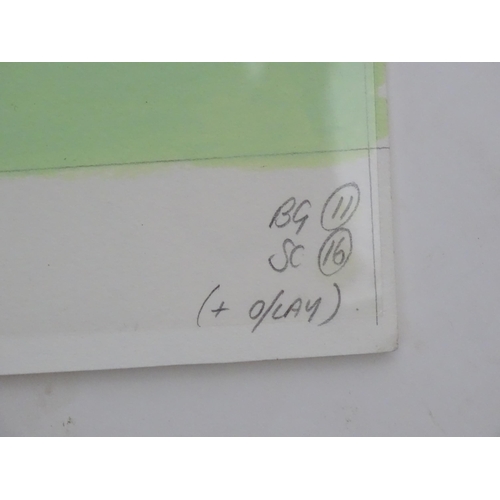 BG 11
SC 16
(+ O/LAY)